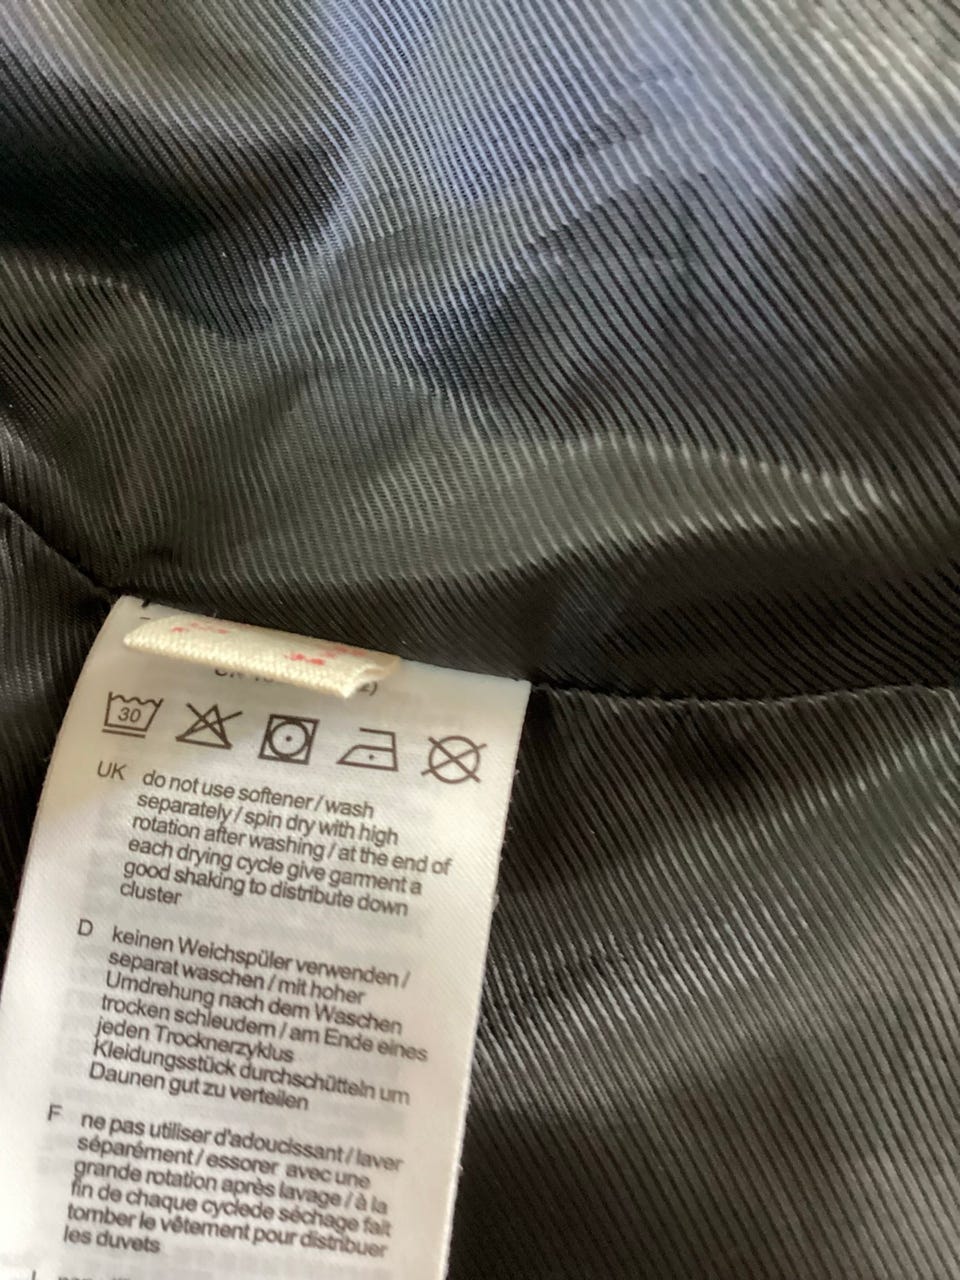 30
UK do not use softener / wash
separately / spin dry with high
rotation after washing / at the end of
each drying cycle give garment a
good shaking to distribute down
cluster
D keinen Weichspüler verwenden /
separat waschen / mit hoher
Umdrehung nach dem Waschen
trocken schleudern / am Ende eines
jeden Trocknerzyklus
Kleidungsstück durchschütteln um
Daunen gut zu verteilen
F ne pas utiliser d'adoucissant / laver
séparément / essorer avec une
grande rotation après lavage / à la
fin de chaque cyclede séchage fait
tomber le vêtement pour distribuer
les duvets